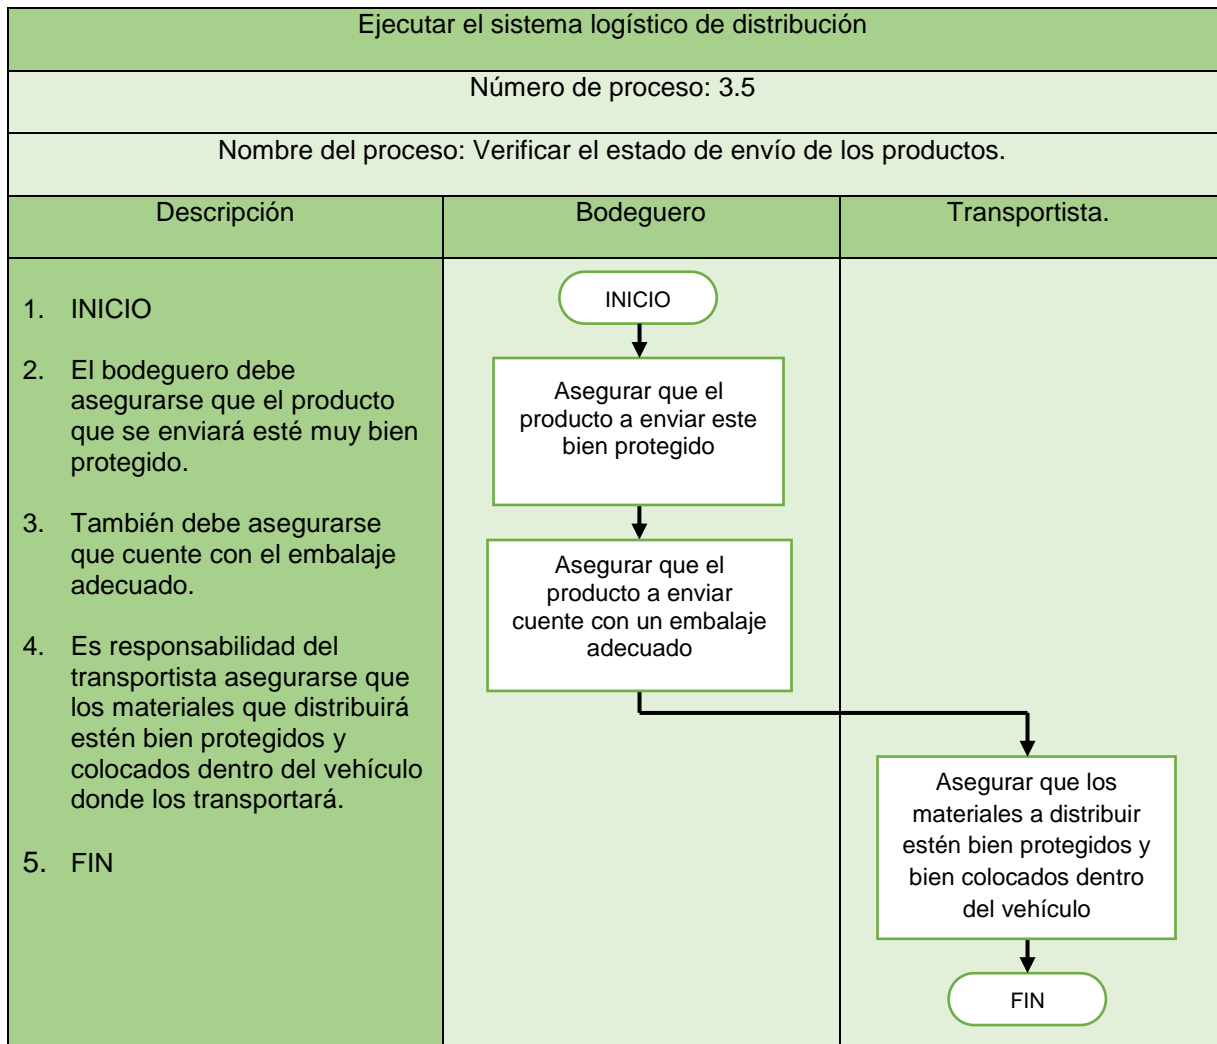 Ejecutar el sistema logístico de distribución
Número de proceso: 3.5
Nombre del proceso: Verificar el estado de envío de los productos.
Descripción
Bodeguero
Transportista.
1. INICIO
2. El bodeguero debe
asegurarse que el producto
que se enviará esté muy bien
protegido.
3. También debe asegurarse
que cuente con el embalaje
adecuado.
4. Es responsabilidad del
transportista asegurarse que
los materiales que distribuirá
estén bien protegidos y
colocados dentro del vehículo
donde los transportará.
5. FIN
INICIO
Asegurar que el
producto a enviar este
bien protegido
Asegurar que el
producto a enviar
cuente con un embalaje
adecuado
Asegurar que los
materiales a distribuir
estén bien protegidos y
bien colocados dentro
del vehículo
FIN